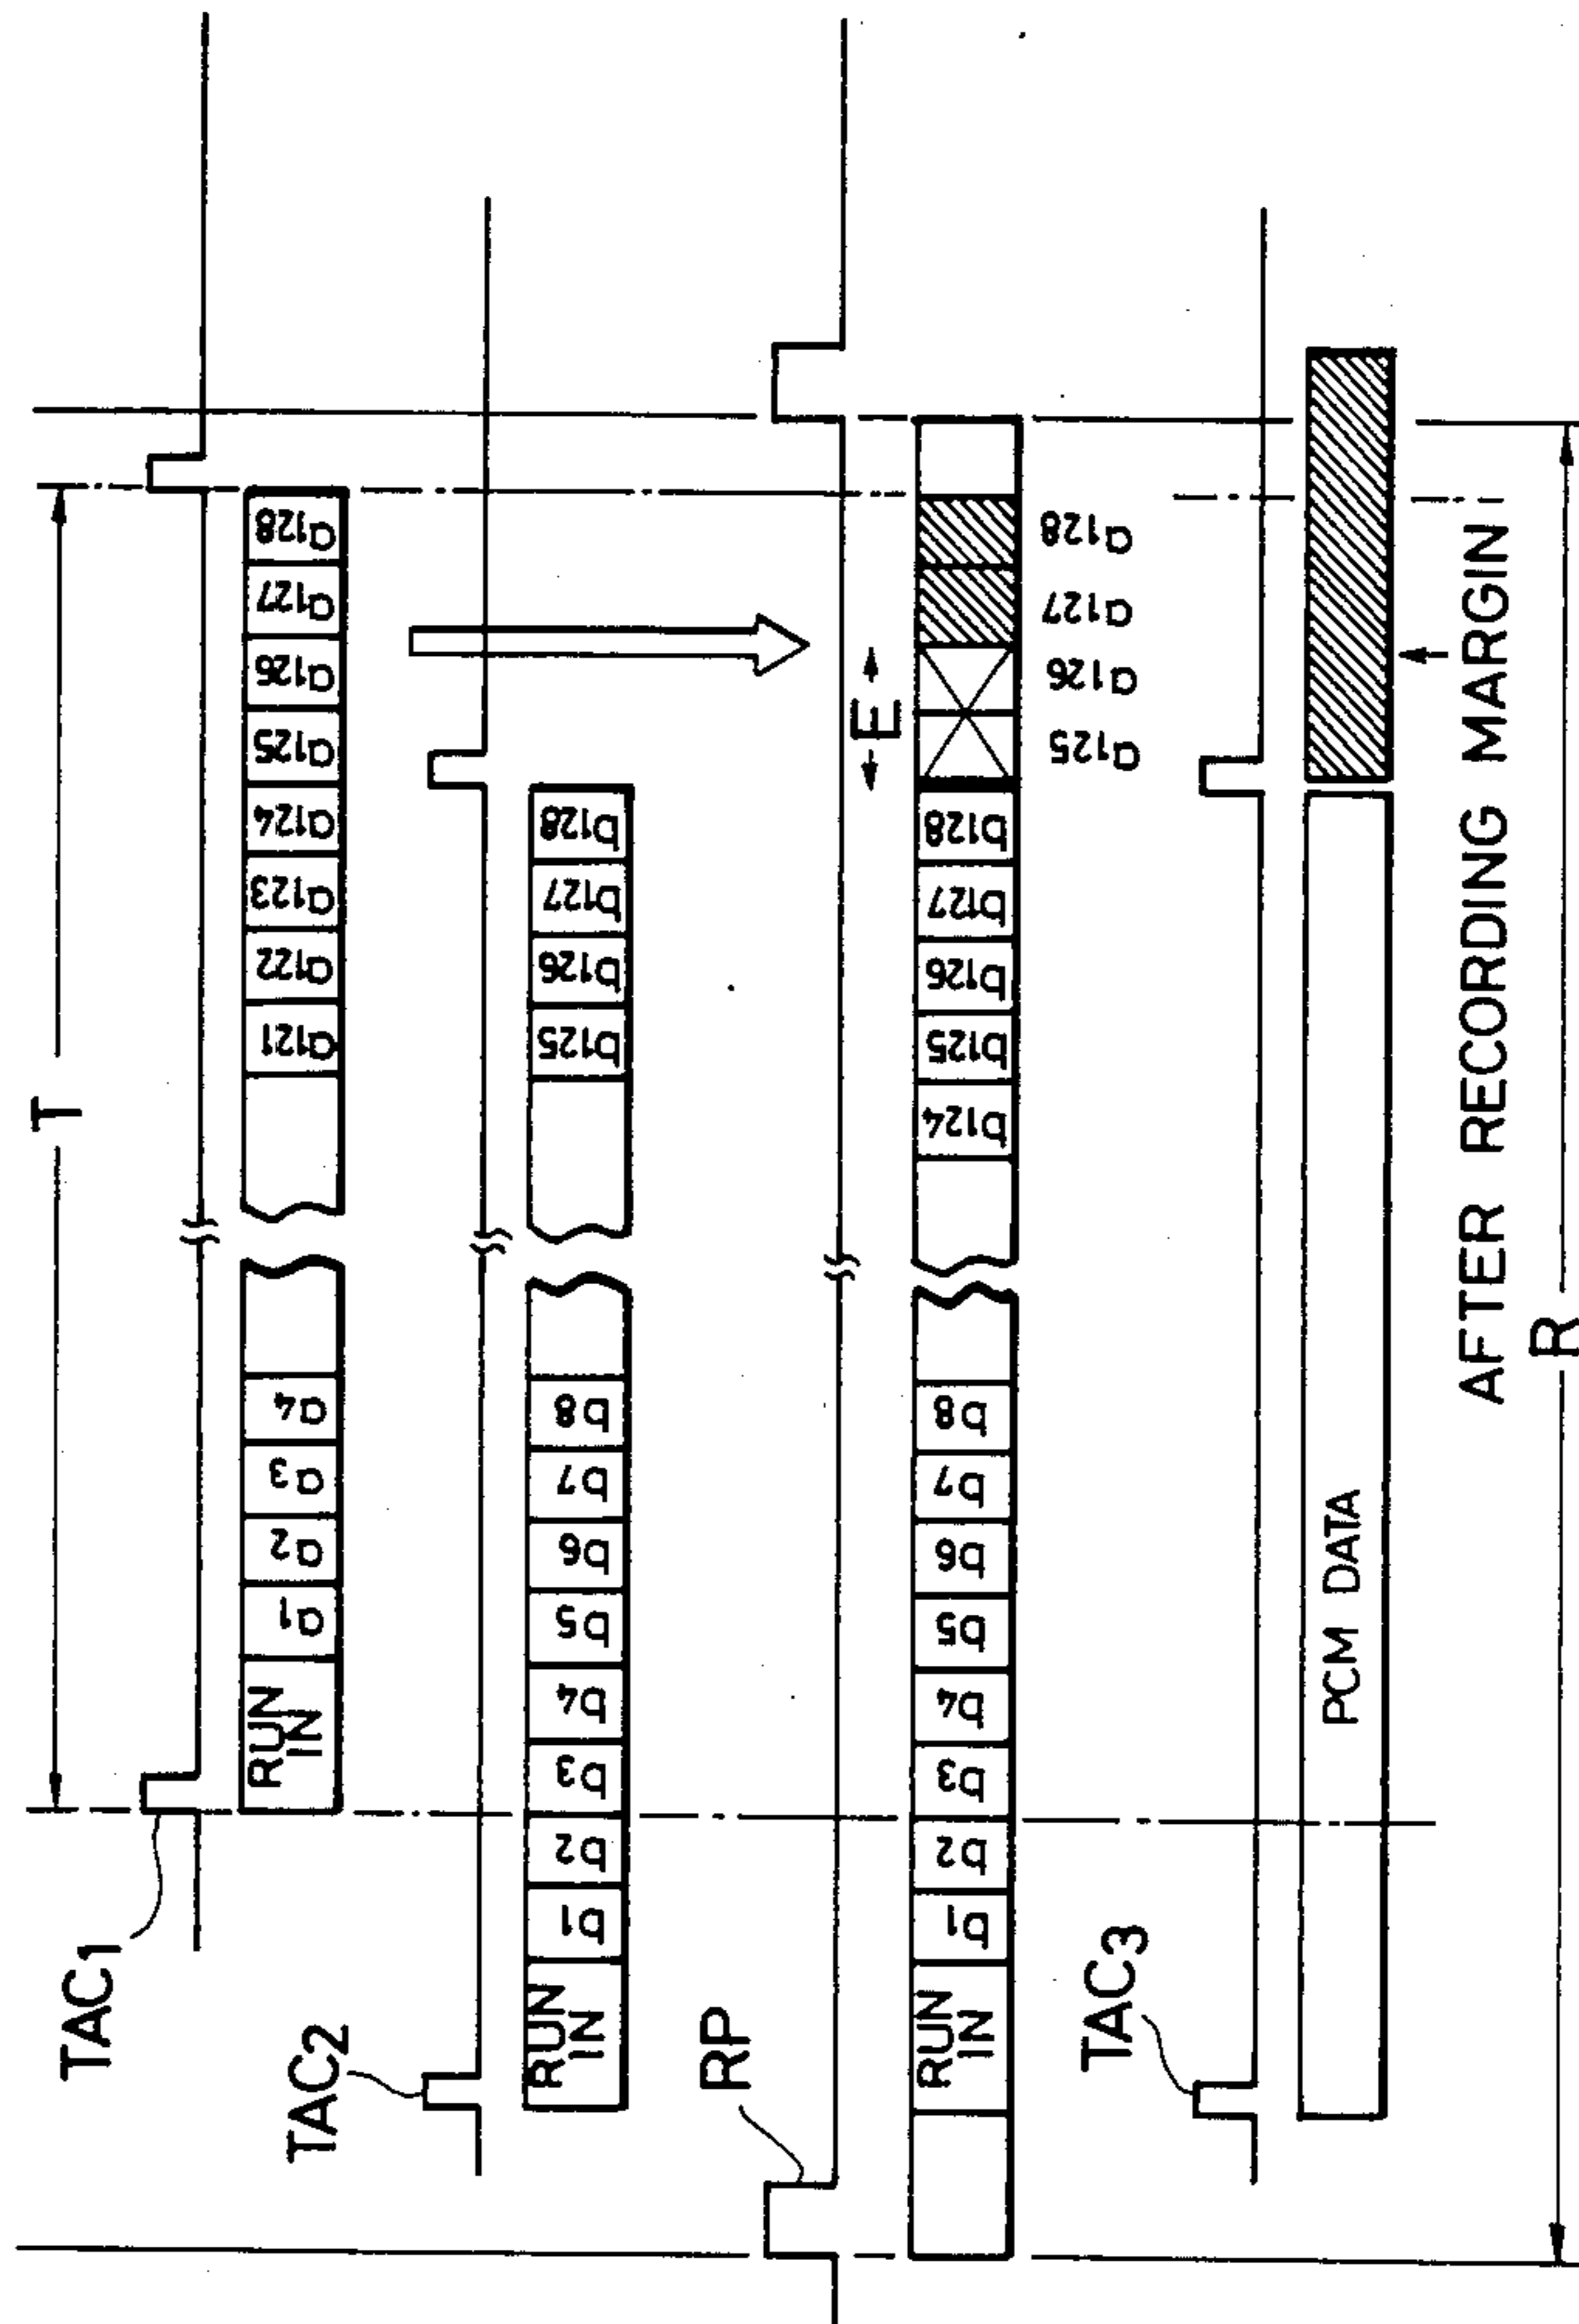 T
TAC1
RUN IN
a1
a2
a3
a4
a121
a122
a123
a124
a125
a126
a127
a128
TAC2
RUN IN
b1
b2
b3
b4
b5
b6
b7
b8
b125
b126
b127
b128
RP
E
RUN IN
b1
b2
b3
b4
b5
b6
b7
b8
b124
b125
b126
b127
b128
a125
a126
a127
a128
TAC3
PCM DATA
AFTER RECORDING MARGIN
R